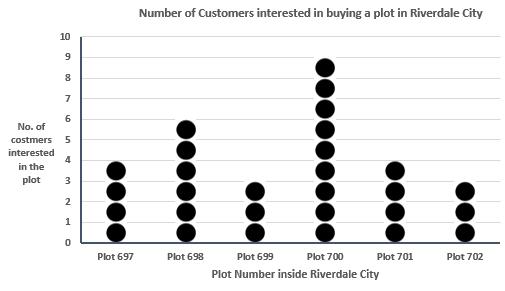 Number of Customers interested in buying a plot in Riverdale City
10
9
8
7
6
5
4
3
2
1
0
No. of
costmers
interested
in the
plot
Plot 697 Plot 698 Plot 699 Plot 700 Plot 701 Plot 702
Plot Number inside Riverdale City